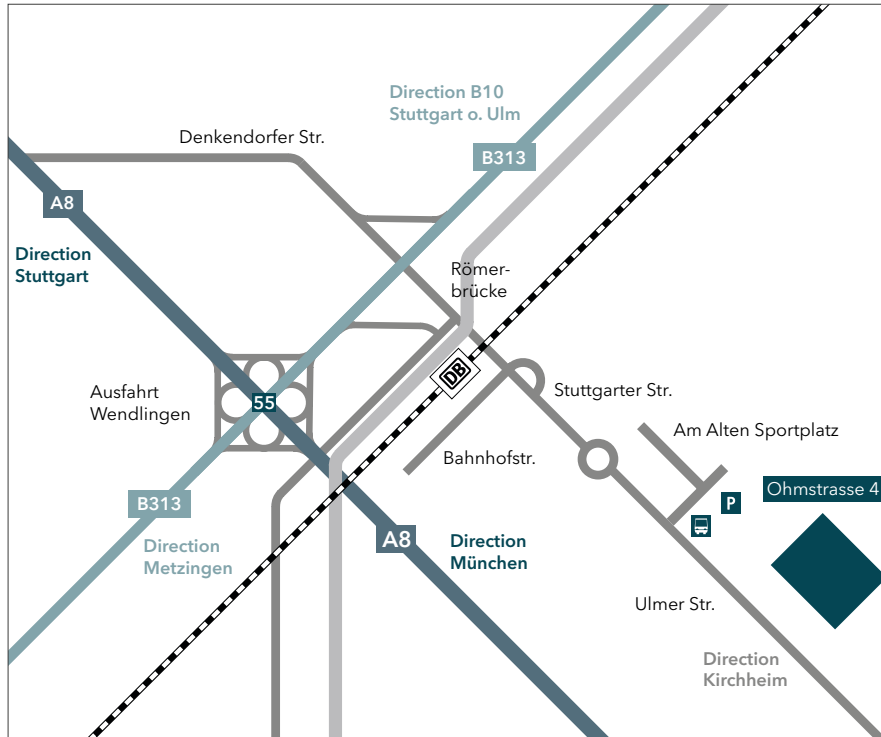 Direction B10
Stuttgart o. Ulm
Denkendorfer Str.
B313
A8
Direction
Stuttgart
Römer-
brücke
DB
Ausfahrt
Wendlingen
55
Stuttgarter Str.
Am Alten Sportplatz
Bahnhofstr.
Ohmstrasse 4
P
B313
A8
Direction
Metzingen
Direction
München
Ulmer Str.
Direction
Kirchheim